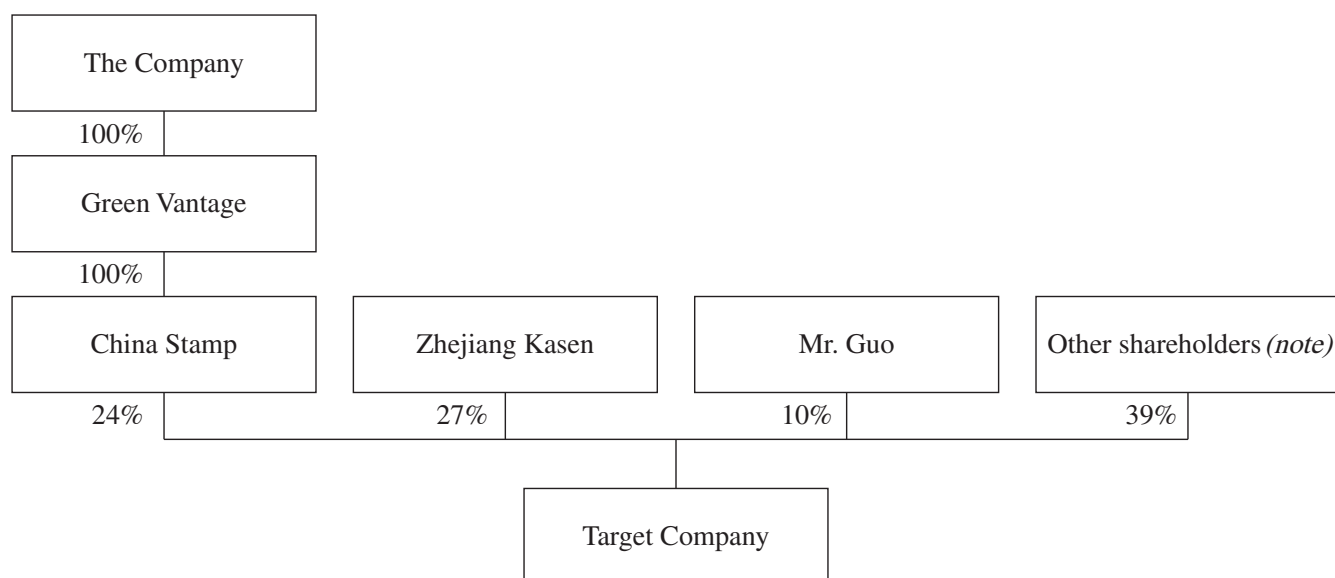 The Company
100%
Green Vantage
100%
China Stamp
Zhejiang Kasen
Mr. Guo
Other shareholders (note)
24%
27%
10%
39%
Target Company